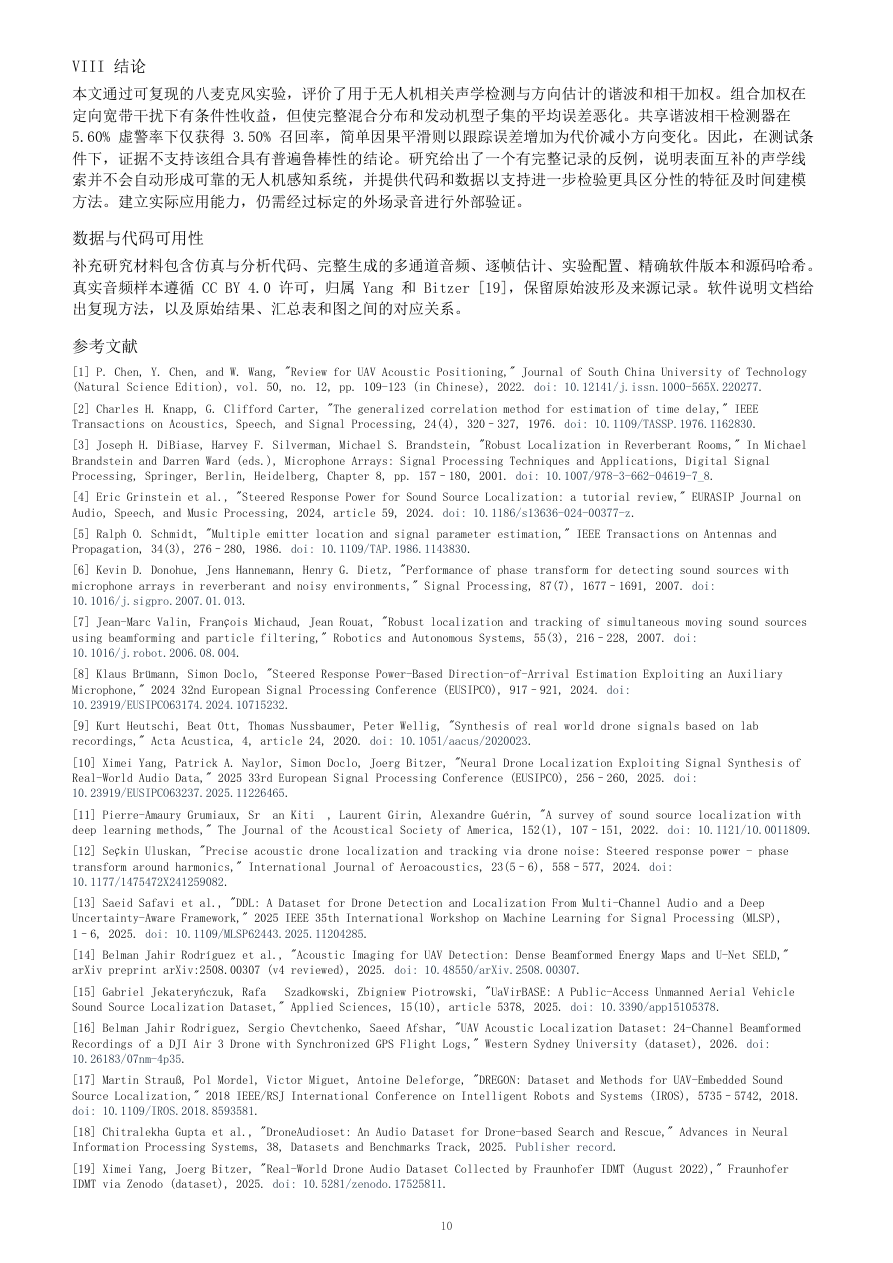 VIII 结论
本文通过可复现的八麦克风实验，评价了用于无人机相关声学检测与方向估计的谐波和相干加权。组合加权在
定向宽带干扰下有条件性收益，但使完整混合分布和发动机型子集的平均误差恶化。共享谐波相干检测器在
5.60% 虚警率下仅获得 3.50% 召回率，简单因果平滑则以跟踪误差增加为代价减小方向变化。因此，在测试条
件下，证据不支持该组合具有普遍鲁棒性的结论。研究给出了一个有完整记录的反例，说明表面互补的声学线
索并不会自动形成可靠的无人机感知系统，并提供代码和数据以支持进一步检验更具区分性的特征及时间建模
方法。建立实际应用能力，仍需经过标定的外场录音进行外部验证。
数据与代码可用性
补充研究材料包含仿真与分析代码、完整生成的多通道音频、逐帧估计、实验配置、精确软件版本和源码哈希。
真实音频样本遵循 CC BY 4.0 许可，归属 Yang 和 Bitzer [19]，保留原始波形及来源记录。软件说明文档给
出复现方法，以及原始结果、汇总表和图之间的对应关系。
参考文献
[1] P. Chen, Y. Chen, and W. Wang, "Review for UAV Acoustic Positioning," Journal of South China University of Technology
(Natural Science Edition), vol. 50, no. 12, pp. 109-123 (in Chinese), 2022. doi: 10.12141/j.issn.1000-565X.220277.
[2] Charles H. Knapp, G. Clifford Carter, "The generalized correlation method for estimation of time delay," IEEE
Transactions on Acoustics, Speech, and Signal Processing, 24(4), 320–327, 1976. doi: 10.1109/TASSP.1976.1162830.
[3] Joseph H. DiBiase, Harvey F. Silverman, Michael S. Brandstein, "Robust Localization in Reverberant Rooms," In Michael
Brandstein and Darren Ward (eds.), Microphone Arrays: Signal Processing Techniques and Applications, Digital Signal
Processing, Springer, Berlin, Heidelberg, Chapter 8, pp. 157–180, 2001. doi: 10.1007/978-3-662-04619-7_8.
[4] Eric Grinstein et al., "Steered Response Power for Sound Source Localization: a tutorial review," EURASIP Journal on
Audio, Speech, and Music Processing, 2024, article 59, 2024. doi: 10.1186/s13636-024-00377-z.
[5] Ralph O. Schmidt, "Multiple emitter location and signal parameter estimation," IEEE Transactions on Antennas and
Propagation, 34(3), 276–280, 1986. doi: 10.1109/TAP.1986.1143830.
[6] Kevin D. Donohue, Jens Hannemann, Henry G. Dietz, "Performance of phase transform for detecting sound sources with
microphone arrays in reverberant and noisy environments," Signal Processing, 87(7), 1677–1691, 2007. doi:
10.1016/j.sigpro.2007.01.013.
[7] Jean-Marc Valin, François Michaud, Jean Rouat, "Robust localization and tracking of simultaneous moving sound sources
using beamforming and particle filtering," Robotics and Autonomous Systems, 55(3), 216–228, 2007. doi:
10.1016/j.robot.2006.08.004.
[8] Klaus Brümann, Simon Doclo, "Steered Response Power-Based Direction-of-Arrival Estimation Exploiting an Auxiliary
Microphone," 2024 32nd European Signal Processing Conference (EUSIPCO), 917–921, 2024. doi:
10.23919/EUSIPCO63174.2024.10715232.
[9] Kurt Heutschi, Beat Ott, Thomas Nussbaumer, Peter Wellig, "Synthesis of real world drone signals based on lab
recordings," Acta Acustica, 4, article 24, 2020. doi: 10.1051/aacus/2020023.
[10] Ximei Yang, Patrick A. Naylor, Simon Doclo, Joerg Bitzer, "Neural Drone Localization Exploiting Signal Synthesis of
Real-World Audio Data," 2025 33rd European Signal Processing Conference (EUSIPCO), 256–260, 2025. doi:
10.23919/EUSIPCO63237.2025.11226465.
[11] Pierre-Amaury Grumiaux, Sr an Kiti , Laurent Girin, Alexandre Guérin, "A survey of sound source localization with
deep learning methods," The Journal of the Acoustical Society of America, 152(1), 107–151, 2022. doi: 10.1121/10.0011809.
[12] Seçkin Uluskan, "Precise acoustic drone localization and tracking via drone noise: Steered response power - phase
transform around harmonics," International Journal of Aeroacoustics, 23(5–6), 558–577, 2024. doi:
10.1177/1475472X241259082.
[13] Saeid Safavi et al., "DDL: A Dataset for Drone Detection and Localization From Multi-Channel Audio and a Deep
Uncertainty-Aware Framework," 2025 IEEE 35th International Workshop on Machine Learning for Signal Processing (MLSP),
1–6, 2025. doi: 10.1109/MLSP62443.2025.11204285.
[14] Belman Jahir Rodríguez et al., "Acoustic Imaging for UAV Detection: Dense Beamformed Energy Maps and U-Net SELD,"
arXiv preprint arXiv:2508.00307 (v4 reviewed), 2025. doi: 10.48550/arXiv.2508.00307.
[15] Gabriel Jekateryńczuk, Rafa  Szadkowski, Zbigniew Piotrowski, "UaVirBASE: A Public-Access Unmanned Aerial Vehicle
Sound Source Localization Dataset," Applied Sciences, 15(10), article 5378, 2025. doi: 10.3390/app15105378.
[16] Belman Jahir Rodríguez, Sergio Chevtchenko, Saeed Afshar, "UAV Acoustic Localization Dataset: 24-Channel Beamformed
Recordings of a DJI Air 3 Drone with Synchronized GPS Flight Logs," Western Sydney University (dataset), 2026. doi:
10.26183/07nm-4p35.
[17] Martin Strauß, Pol Mordel, Victor Miguet, Antoine Deleforge, "DREGON: Dataset and Methods for UAV-Embedded Sound
Source Localization," 2018 IEEE/RSJ International Conference on Intelligent Robots and Systems (IROS), 5735–5742, 2018.
doi: 10.1109/IROS.2018.8593581.
[18] Chitralekha Gupta et al., "DroneAudioset: An Audio Dataset for Drone-based Search and Rescue," Advances in Neural
Information Processing Systems, 38, Datasets and Benchmarks Track, 2025. Publisher record.
[19] Ximei Yang, Joerg Bitzer, "Real-World Drone Audio Dataset Collected by Fraunhofer IDMT (August 2022)," Fraunhofer
IDMT via Zenodo (dataset), 2025. doi: 10.5281/zenodo.17525811.
10